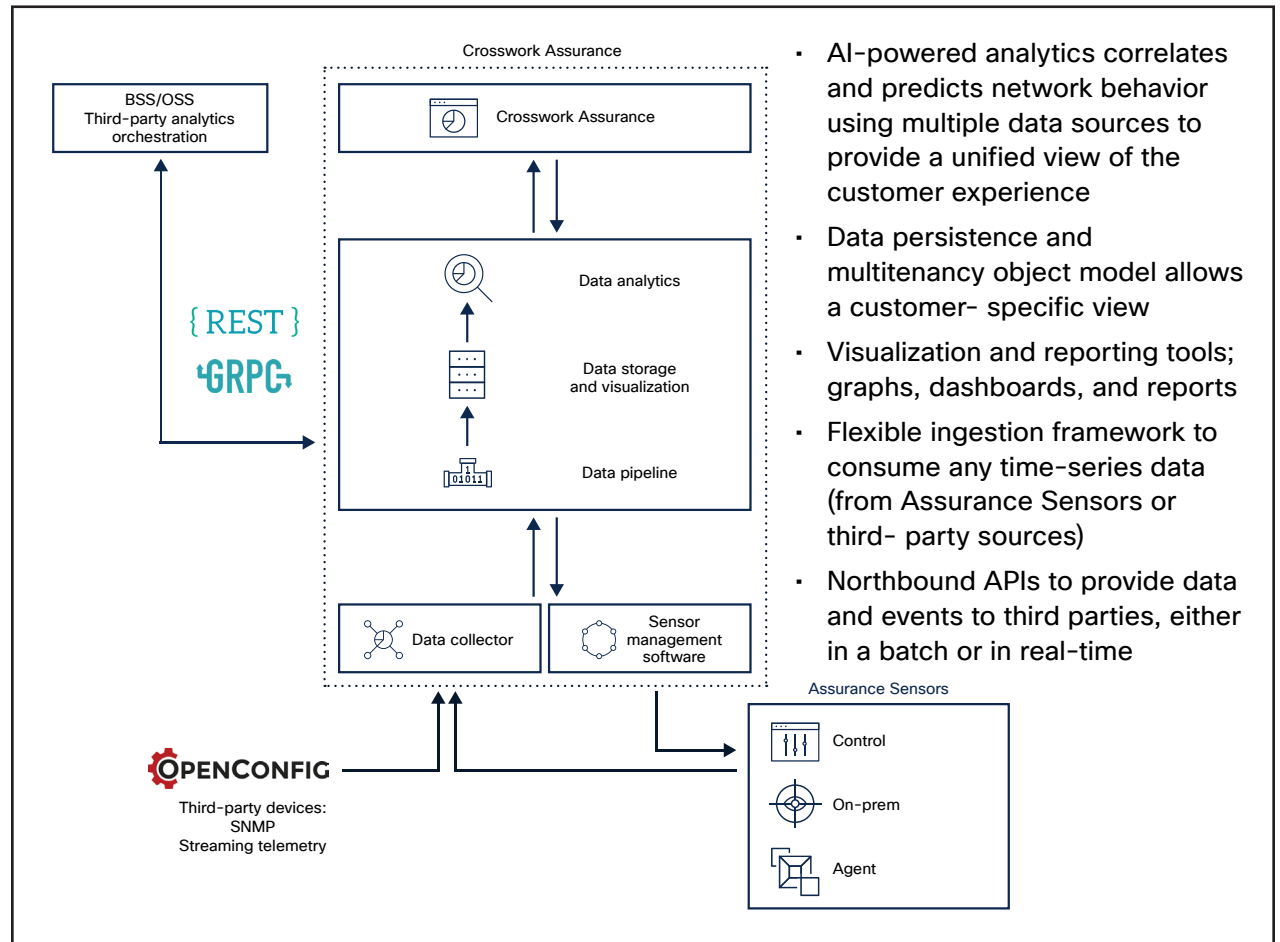 Crosswork Assurance
BSS/OSS
Third-party analytics
orchestration
Crosswork Assurance
{ REST }
GRPC
Data analytics
Data storage
and visualization
1
01011
Data pipeline
Data collector
Sensor
management
software
OPENCONFIG
Third-party devices:
SNMP
Streaming telemetry
Assurance Sensors
Control
On-prem
Agent
▪ AI-powered analytics correlates
and predicts network behavior
using multiple data sources to
provide a unified view of the
customer experience
▪ Data persistence and
multitenancy object model allows
a customer- specific view
▪ Visualization and reporting tools;
graphs, dashboards, and reports
▪ Flexible ingestion framework to
consume any time-series data
(from Assurance Sensors or
third- party sources)
▪ Northbound APIs to provide data
and events to third parties, either
in a batch or in real-time